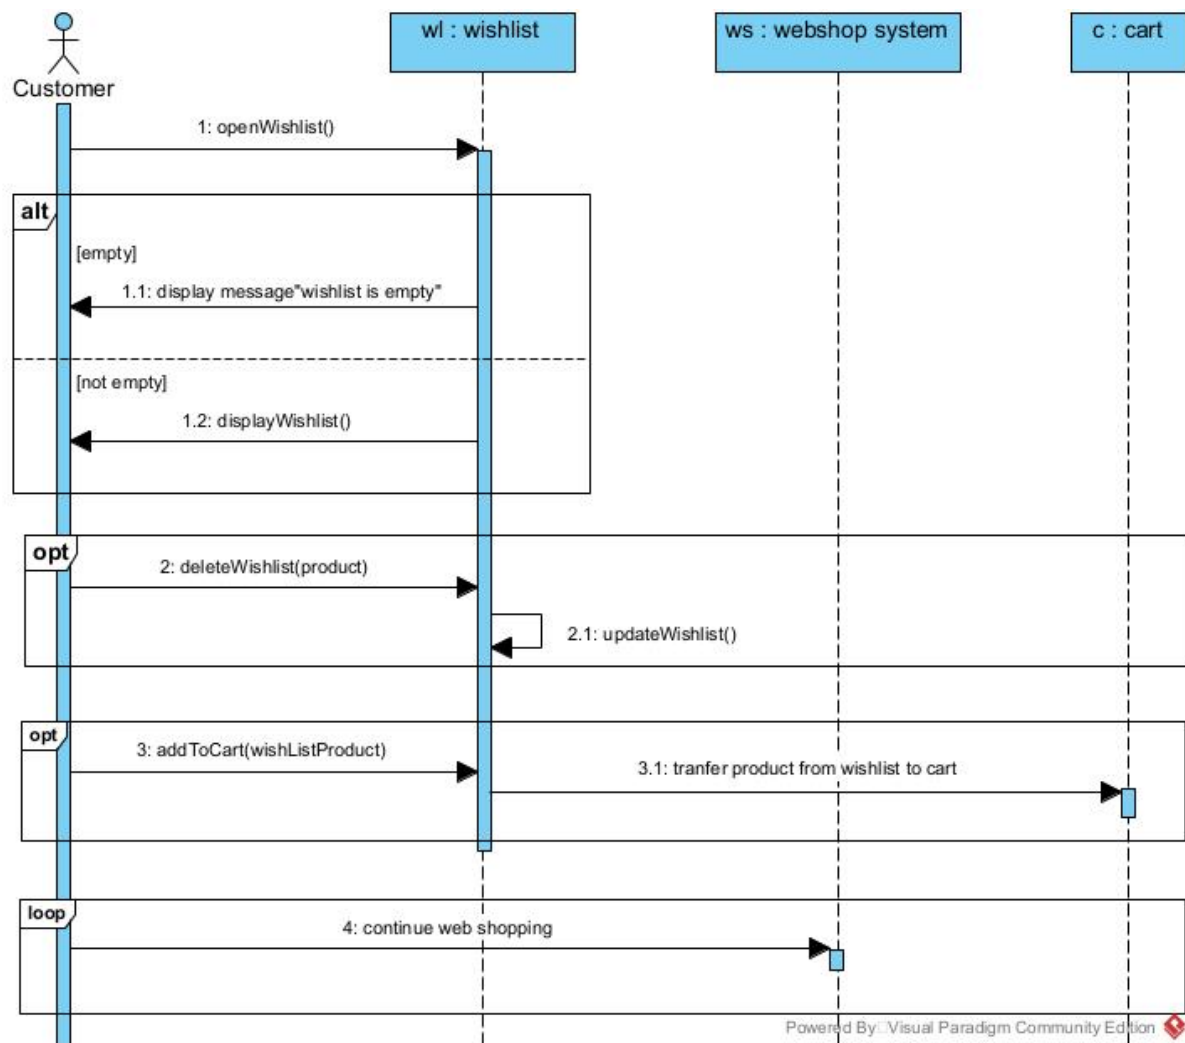 wl : wishlist
ws : webshop system
c : cart
Customer
1: openWishlist()
alt
[empty]
1.1: display message"wishlist is empty"
[not empty]
1.2: displayWishlist()
opt
2: deleteWishlist(product)
2.1: updateWishlist()
opt
3: addToCart(wishListProduct)
3.1: tranfer product from wishlist to cart
loop
4: continue web shopping
Powered By Visual Paradigm Community Edition